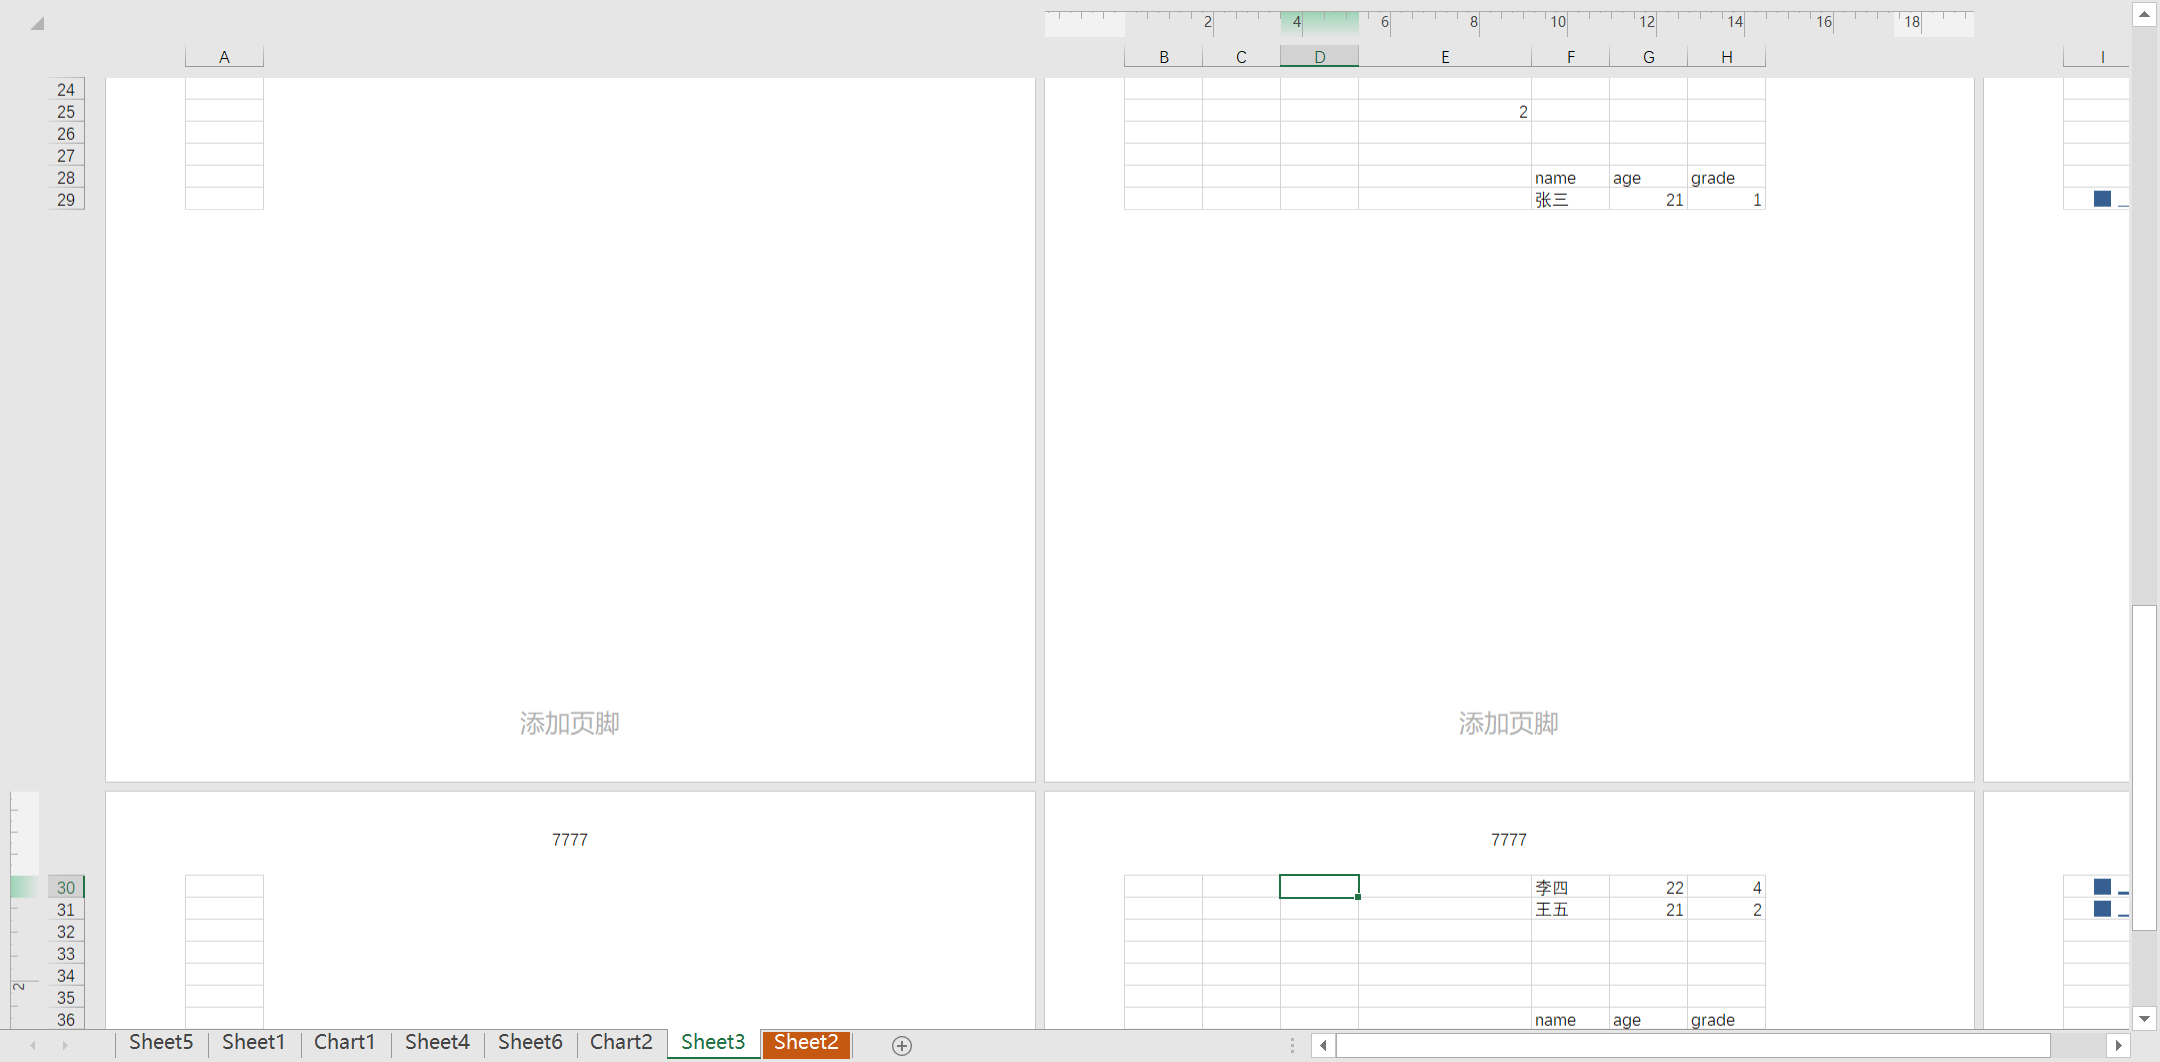 2 4 6 8 10 12 14 16 18
A B C D E F G H I
24
25 2
26
27
28 name age grade
29 张三 21 1
添加页脚 添加页脚
7777 7777
30 李四 22 4
31 王五 21 2
32
33
34
2
35
36 name age grade
Sheet5 Sheet1 Chart1 Sheet4 Sheet6 Chart2 Sheet3 Sheet2